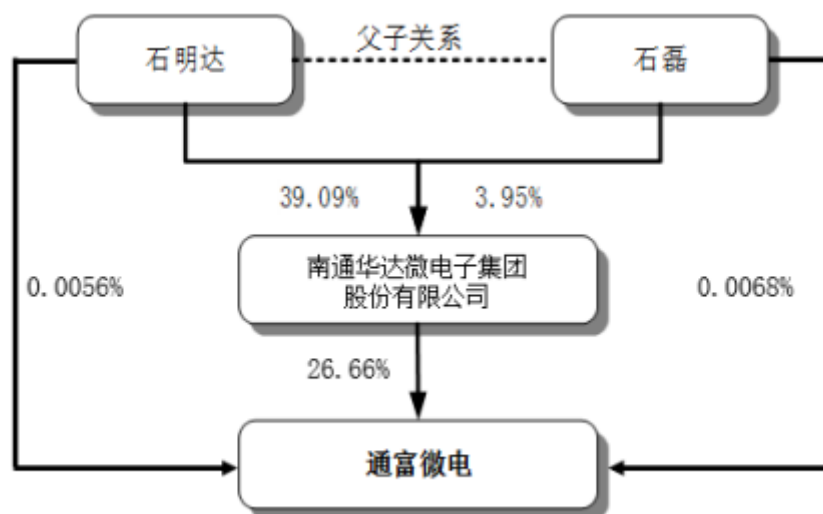 石明达
父子关系
石磊
39.09%
3.95%
南通华达微电子集团
股份有限公司
0.0056%
0.0068%
26.66%
通富微电